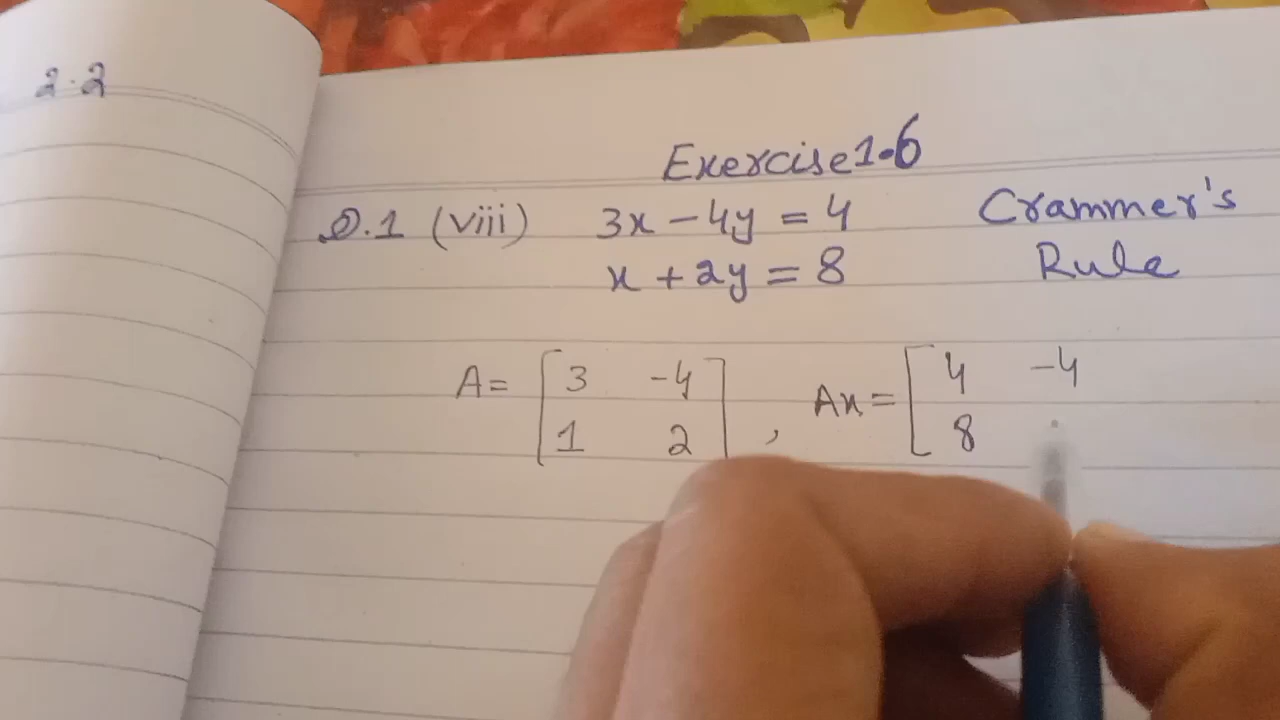 2.2
Exercise 1.6
Q.1 (viii) 3x - 4y = 4 Crammer's
x + 2y = 8 Rule
A = [3 -4
1 2], Ax = [4 -4
8